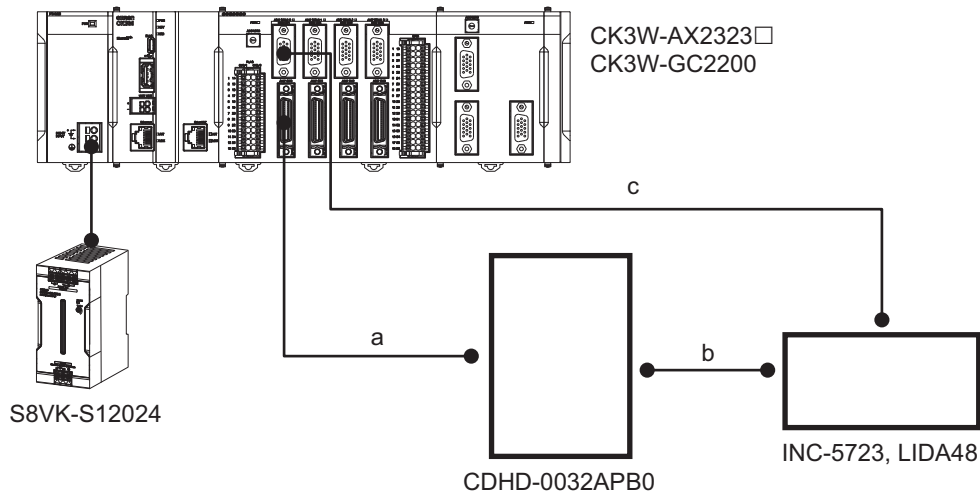 CK3W-AX2323□
CK3W-GC2200
c
a
b
S8VK-S12024
INC-5723, LIDA48
CDHD-0032APB0